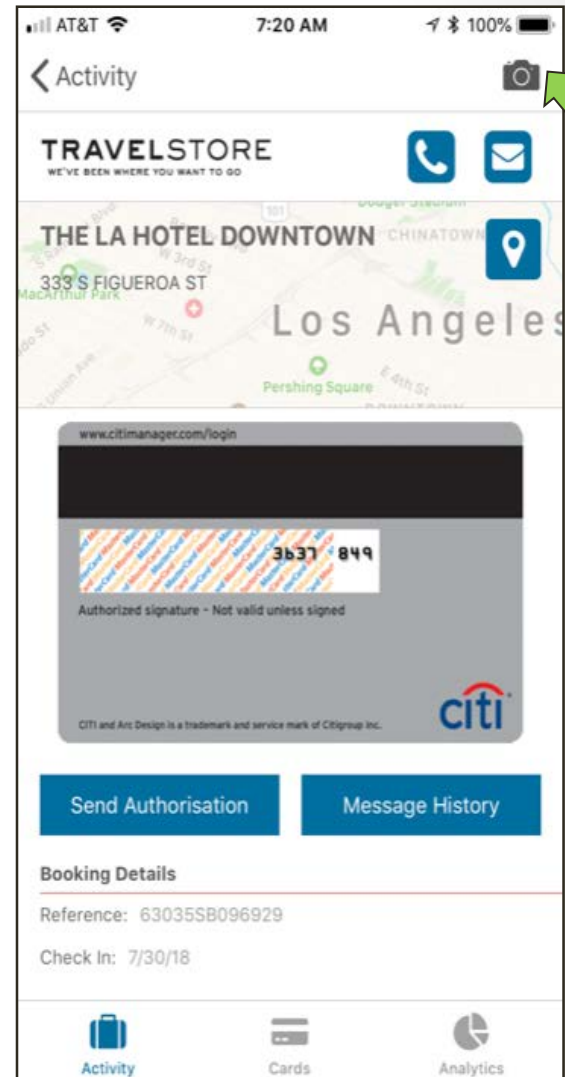 AT&T 7:20 AM 100%
Activity
TRAVELSTORE
WE'VE BEEN WHERE YOU WANT TO GO
101
CHINATOWN
THE LA HOTEL DOWNTOWN
W 3rd St
333 S FIGUEROA ST
MacArthur Park
W 7th St
Los Angeles
Pershing Square
E 4th St
www.citimanager.com/login
3637 849
Authorized signature - Not valid unless signed
citi
CITI and Arc Design is a trademark and service mark of Citigroup Inc.
Send Authorisation
Message History
Booking Details
Reference: 63035SB096929
Check In: 7/30/18
Activity
Cards
Analytics